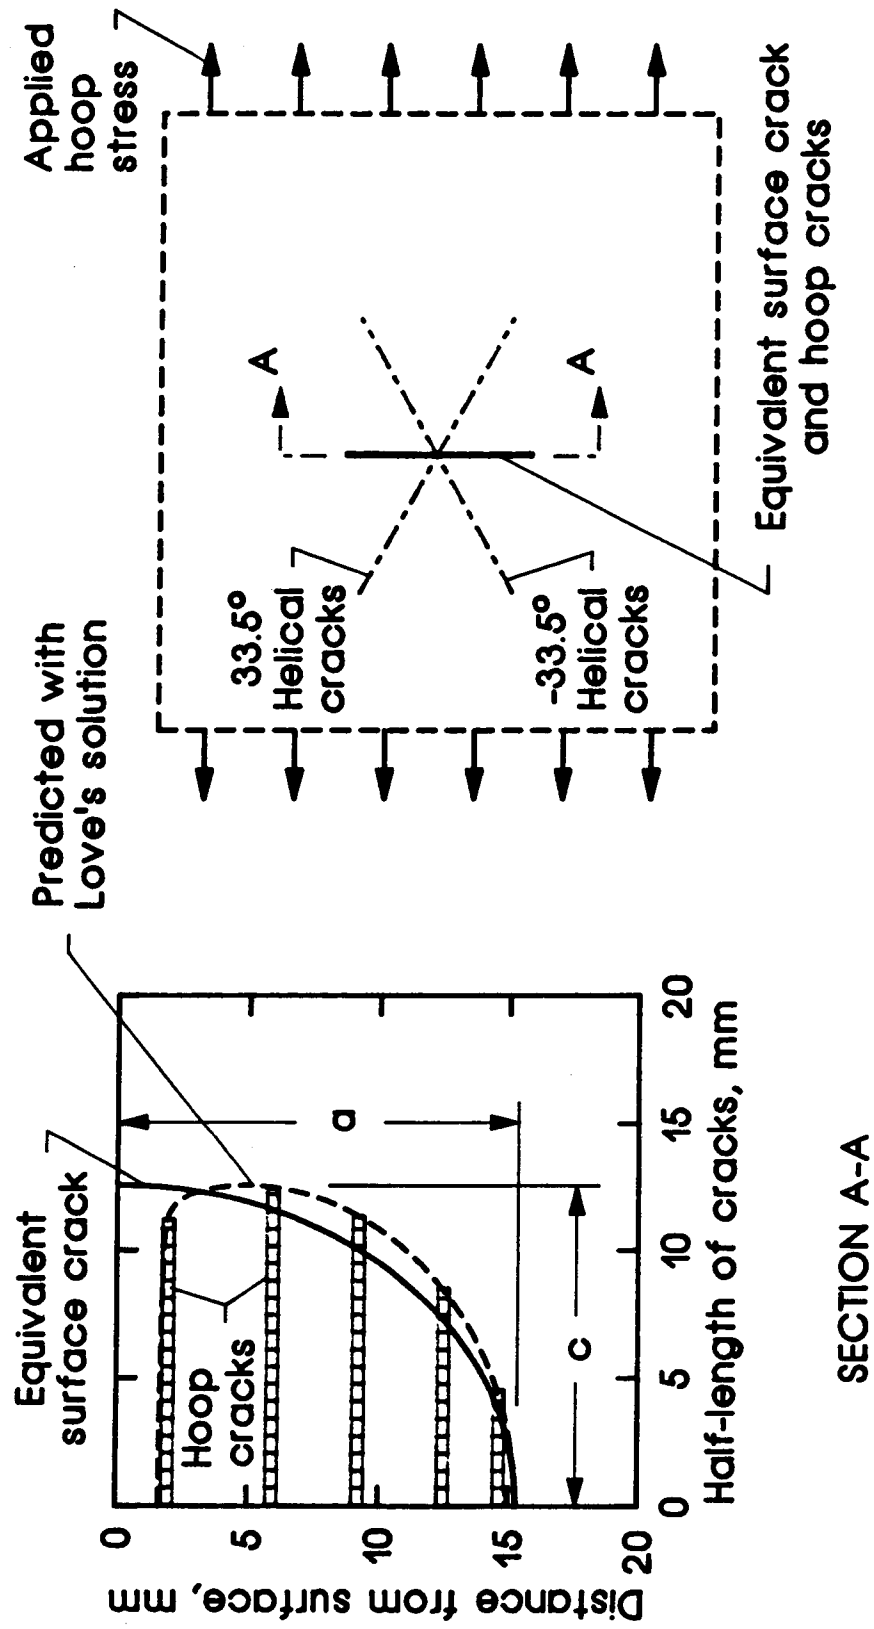 Equivalent
surface crack
Predicted with
Love's solution
Hoop
cracks
a
c
0
5
10
15
20
Distance from surface, mm
0
5
10
15
20
Half-length of cracks, mm
SECTION A-A
Applied
hoop
stress
33.5°
Helical
cracks
-33.5°
Helical
cracks
A
A
Equivalent surface crack
and hoop cracks